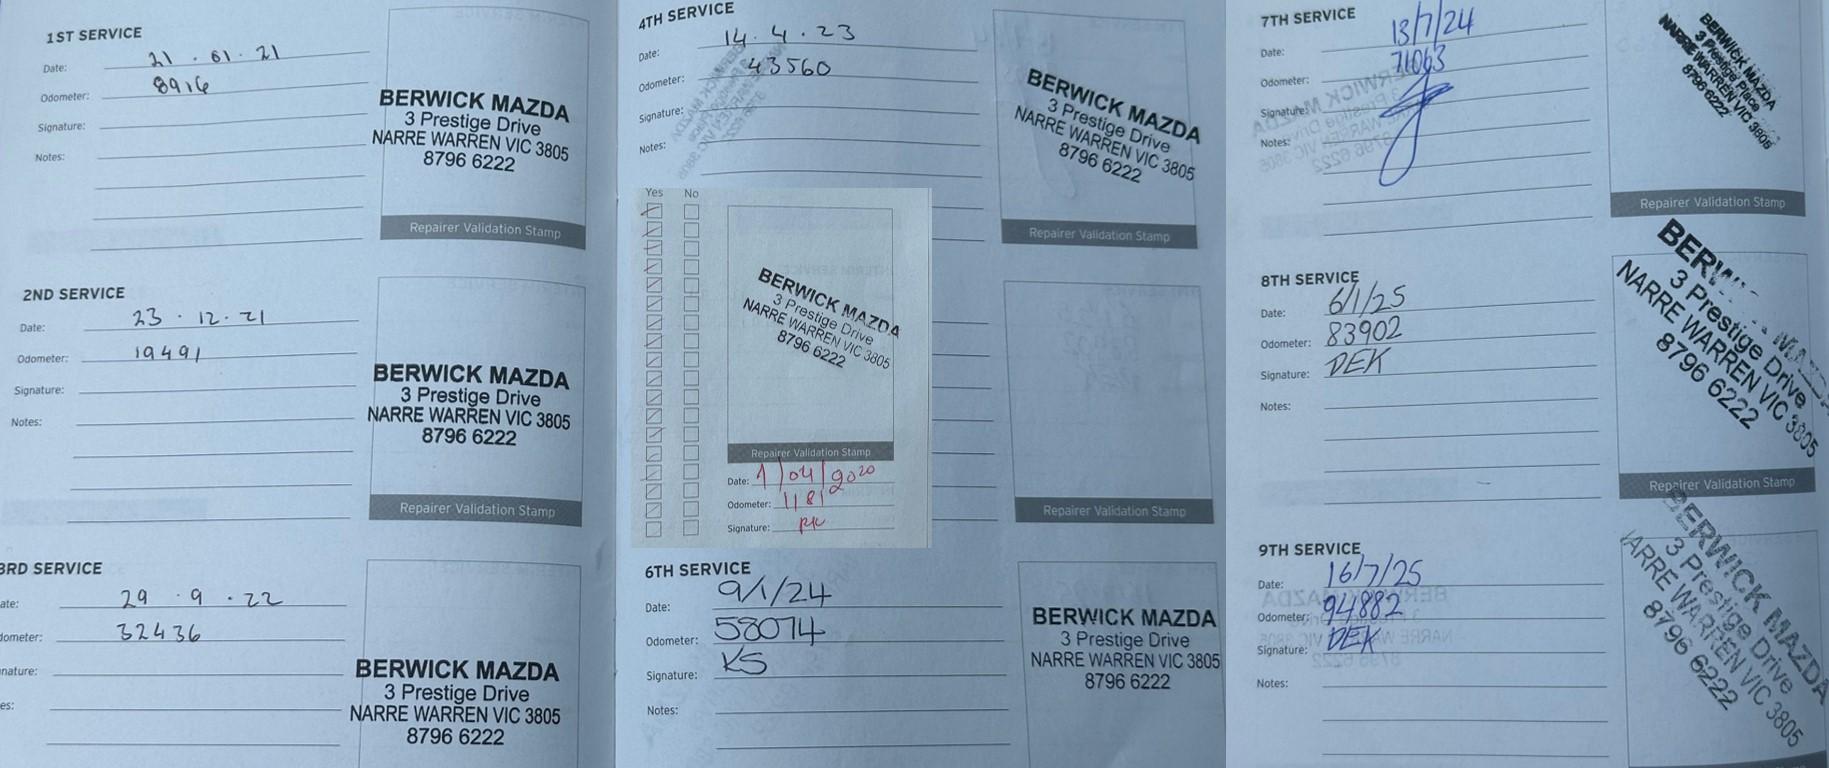 1ST SERVICE
Date: 21 . 01 . 21
Odometer: 8916
Signature:
Notes:
BERWICK MAZDA
3 Prestige Drive
NARRE WARREN VIC 3805
8796 6222
Repairer Validation Stamp
2ND SERVICE
Date: 23 . 12 . 21
Odometer: 19491
Signature:
Notes:
BERWICK MAZDA
3 Prestige Drive
NARRE WARREN VIC 3805
8796 6222
Repairer Validation Stamp
3RD SERVICE
ate: 29 . 9 . 22
dometer: 32436
nature:
es:
BERWICK MAZDA
3 Prestige Drive
NARRE WARREN VIC 3805
8796 6222
4TH SERVICE
Date: 14 . 4 . 23
Odometer: 43560
Signature:
Notes:
BERWICK MAZDA
3 Prestige Drive
NARRE WARREN VIC 3805
8796 6222
Repairer Validation Stamp
Yes No
BERWICK MAZDA
3 Prestige Drive
NARRE WARREN VIC 3805
8796 6222
Repairer Validation Stamp
Date: 1/04/2020
Odometer: 1181
Signature:
Repairer Validation Stamp
6TH SERVICE
Date: 9/1/24
Odometer: 58074
Signature: KS
Notes:
BERWICK MAZDA
3 Prestige Drive
NARRE WARREN VIC 3805
8796 6222
7TH SERVICE
Date: 13/7/24
Odometer: 71063
Signature:
Notes:
BERWICK MAZDA
3 Prestige Place
NARRE WARREN VIC 3805
8796 6222
Repairer Validation Stamp
8TH SERVICE
Date: 6/1/25
Odometer: 83902
Signature: DEK
Notes:
BERW MAZDA
3 Prestige Drive
NARRE WARREN VIC 3805
8796 6222
Repairer Validation Stamp
9TH SERVICE
Date: 16/7/25
Odometer: 94882
Signature: DEK
Notes:
BERWICK MAZDA
3 Prestige Drive
ARRE WARREN VIC 3805
8796 6222